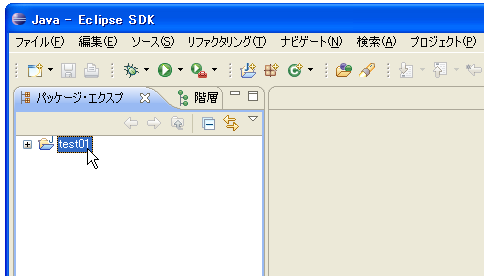 Java - Eclipse SDK
ファイル(F) 編集(E) ソース(S) リファクタリング(T) ナビゲート(N) 検索(A) プロジェクト(P)
パッケージ・エクスプ 階層
test01